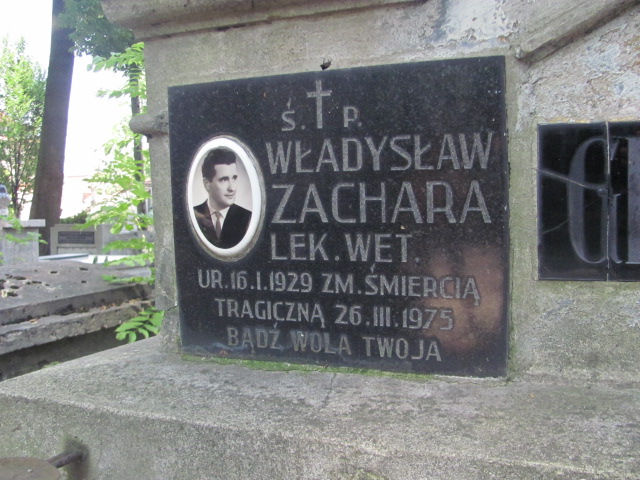 Ś. P.
WŁADYSŁAW
ZACHARA
LEK. WET.
UR. 16. I. 1929 ZM. ŚMIERCIĄ
TRAGICZNĄ 26. III. 1975
BĄDŹ WOLA TWOJA